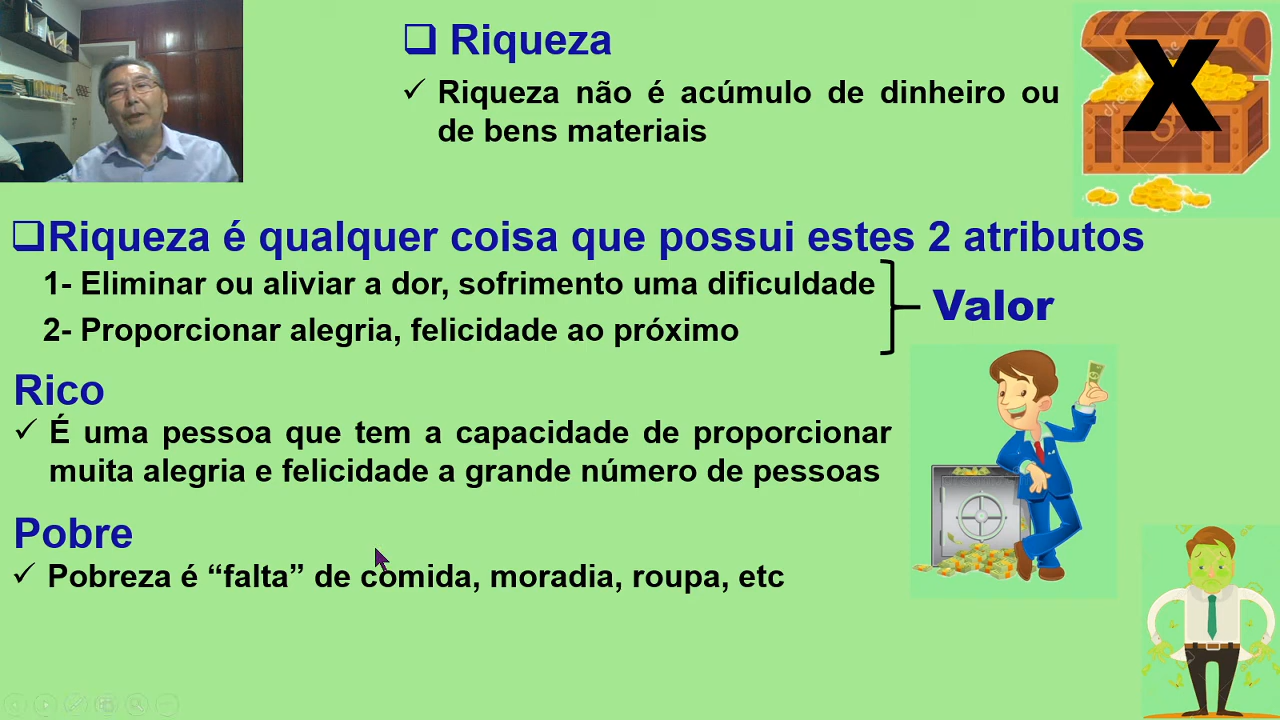 Riqueza
Riqueza não é acúmulo de dinheiro ou
de bens materiais
X
Riqueza é qualquer coisa que possui estes 2 atributos
1- Eliminar ou aliviar a dor, sofrimento uma dificuldade
2- Proporcionar alegria, felicidade ao próximo
Valor
Rico
É uma pessoa que tem a capacidade de proporcionar
muita alegria e felicidade a grande número de pessoas
Pobre
Pobreza é “falta” de comida, moradia, roupa, etc